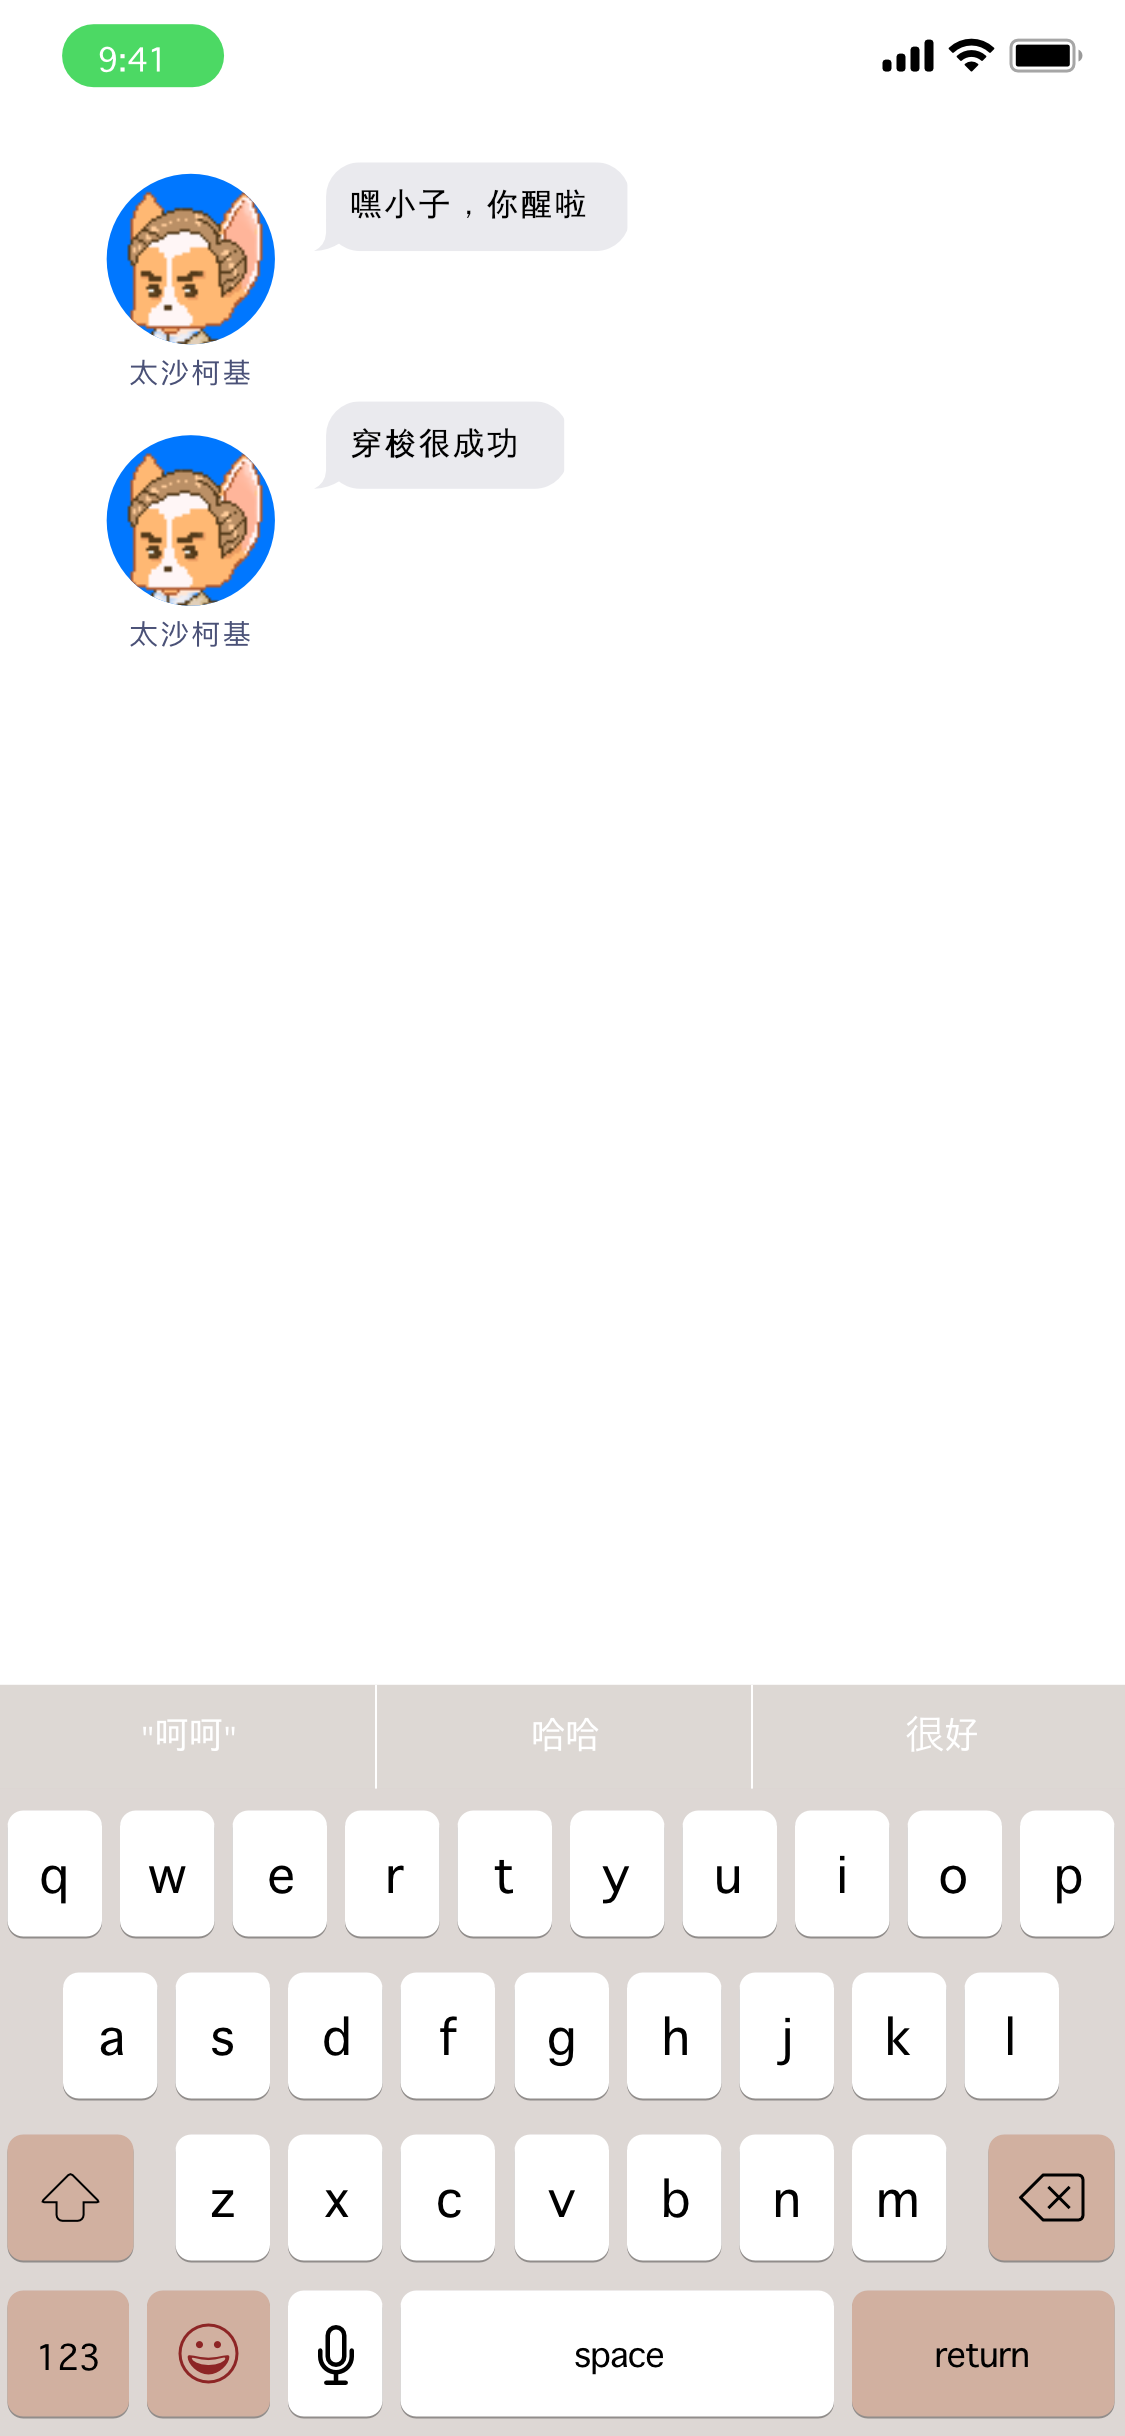 9:41
嘿小子，你醒啦
太沙柯基
穿梭很成功
太沙柯基
"呵呵" 哈哈 很好
q w e r t y u i o p
a s d f g h j k l
z x c v b n m
123 space return